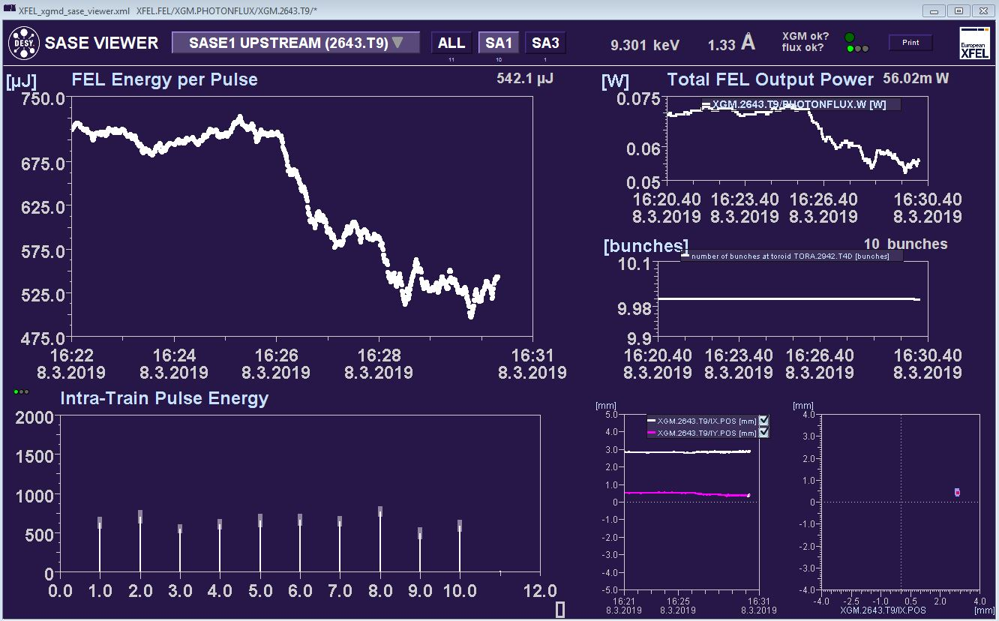 XFEL_xgmd_sase_viewer.xml XFEL.FEL/XGM.PHOTONFLUX/XGM.2643.T9/*
DESY.
SASE VIEWER
SASE1 UPSTREAM (2643.T9)
ALL SA1 SA3
11 10 1
9.301 keV 1.33 Å
XGM ok?
flux ok?
Print
European
XFEL
[µJ] FEL Energy per Pulse 542.1 µJ
750.0
675.0
625.0
575.0
525.0
475.0
16:22 16:24 16:26 16:28 16:31
8.3.2019 8.3.2019 8.3.2019 8.3.2019 8.3.2019
[W] Total FEL Output Power 56.02m W
XGM.2643.T9/PHOTONFLUX.W [W]
0.075
0.06
0.05
16:20.40 16:23.40 16:26.40 16:30.40
8.3.2019 8.3.2019 8.3.2019 8.3.2019
[bunches] 10 bunches
number of bunches at toroid TORA.2942.T4D [bunches]
10.1
9.98
9.9
16:20.40 16:23.40 16:26.40 16:30.40
8.3.2019 8.3.2019 8.3.2019 8.3.2019
Intra-Train Pulse Energy
2000
1500
1000
500
0
0.0 1.0 2.0 3.0 4.0 5.0 6.0 7.0 8.0 9.0 10.0 12.0
[mm]
XGM.2643.T9/IX.POS [mm]
XGM.2643.T9/IY.POS [mm]
5.0
4.0
3.0
2.0
1.0
0
-1.0
-2.0
-3.0
-4.0
-5.0
16:21 16:25 16:31
8.3.2019 8.3.2019 8.3.2019
[mm]
4.0
3.0
2.0
1.0
0
-1.0
-2.0
-3.0
-4.0
-4.0 -2.5 -1.0 0.5 2.0 4.0
XGM.2643.T9/IX.POS [mm]